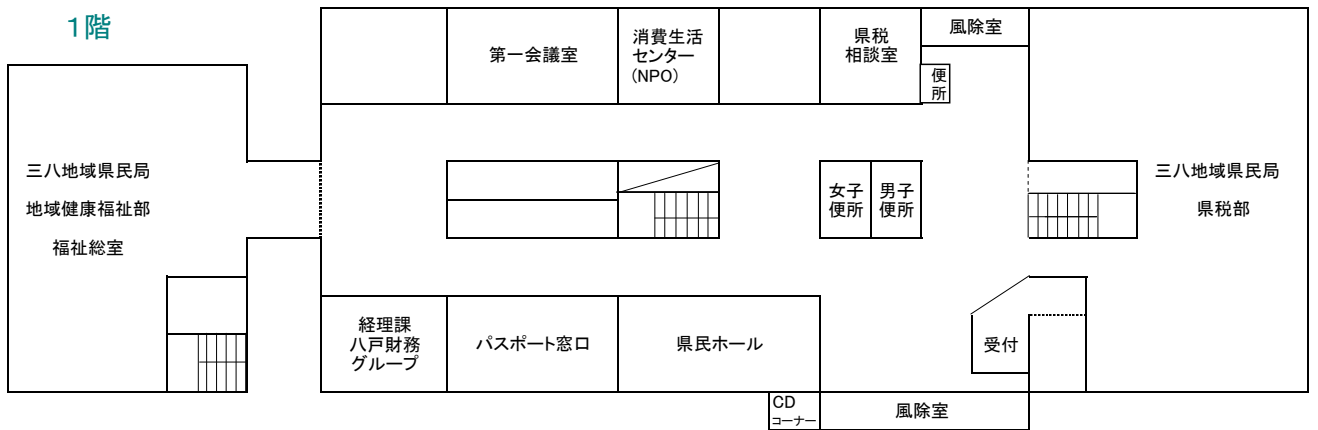 1階
風除室
第一会議室
消費生活
センター
(NPO)
県税
相談室
便
所
三八地域県民局
地域健康福祉部
福祉総室
女子
便所
男子
便所
三八地域県民局
県税部
経理課
八戸財務
グループ
パスポート窓口
県民ホール
受付
CD
コーナー
風除室